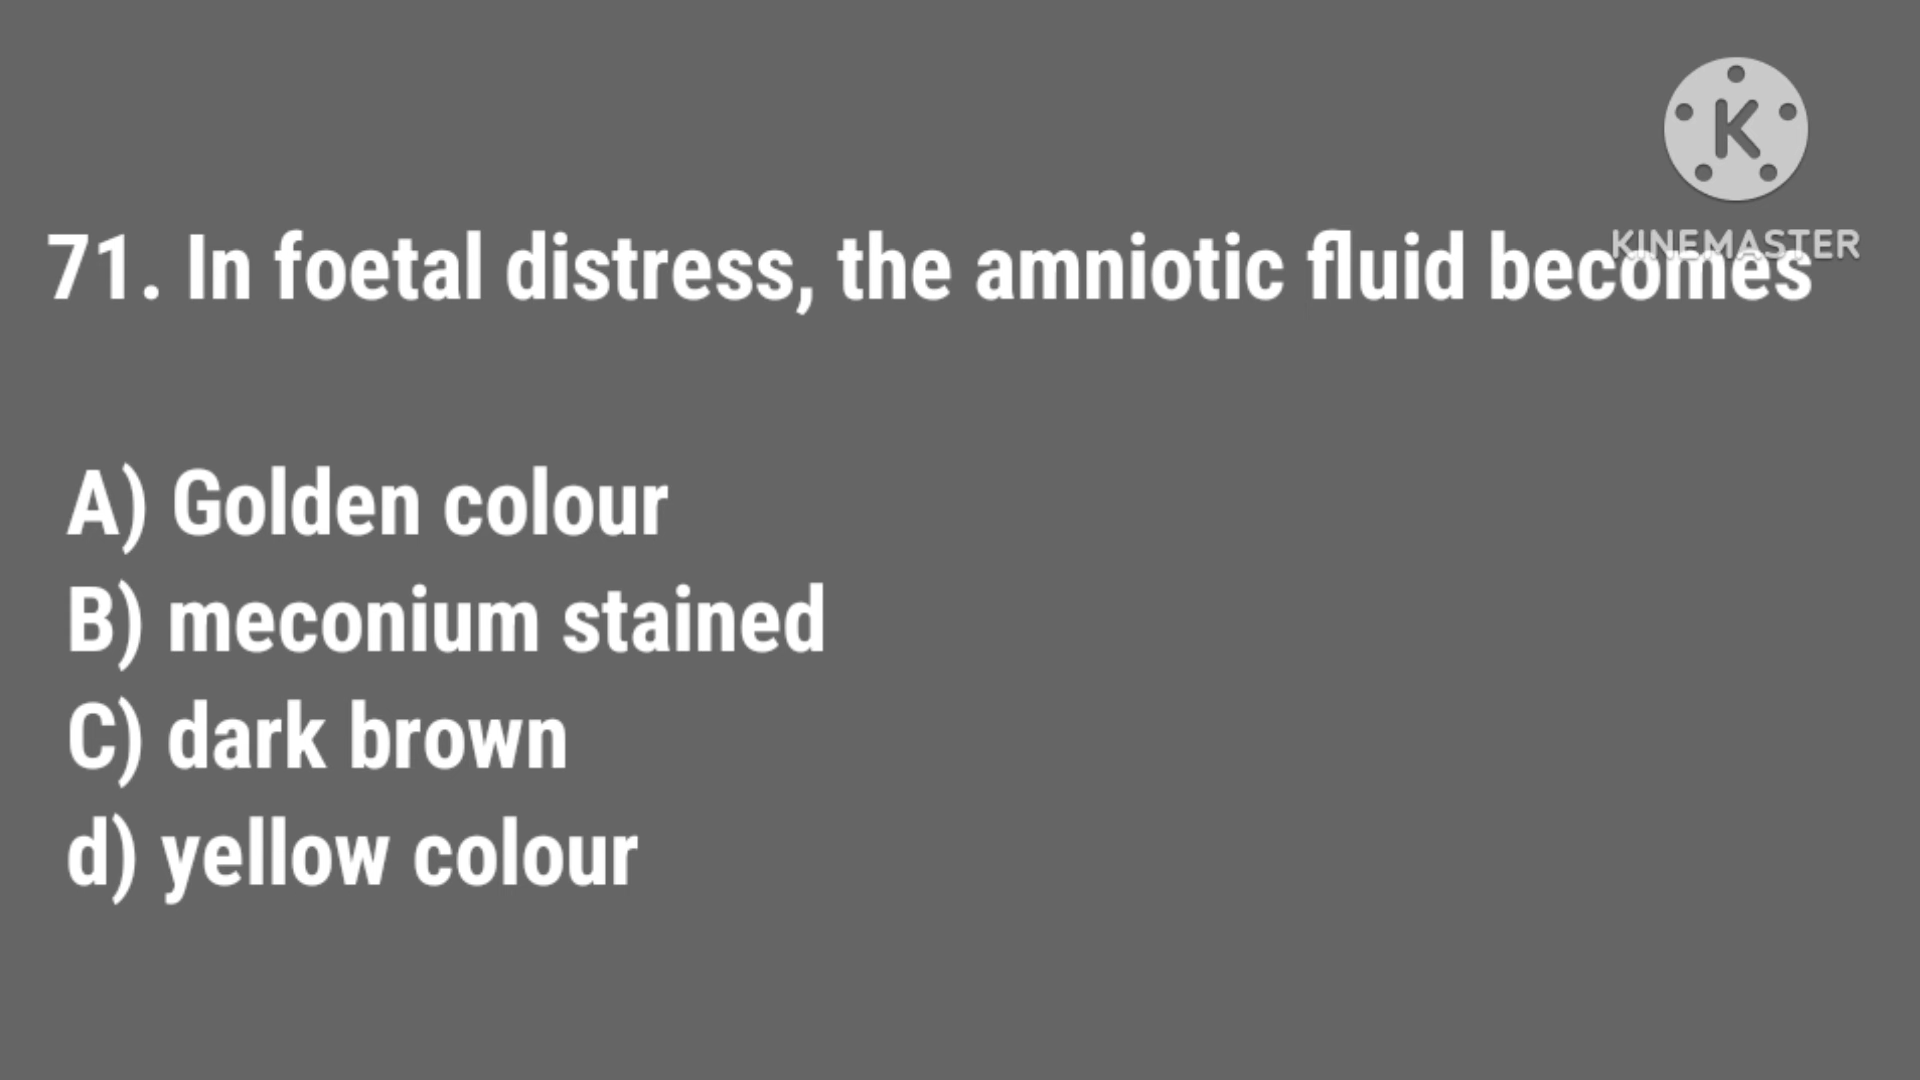 K
KINEMASTER
71. In foetal distress, the amniotic fluid becomes
A) Golden colour
B) meconium stained
C) dark brown
d) yellow colour